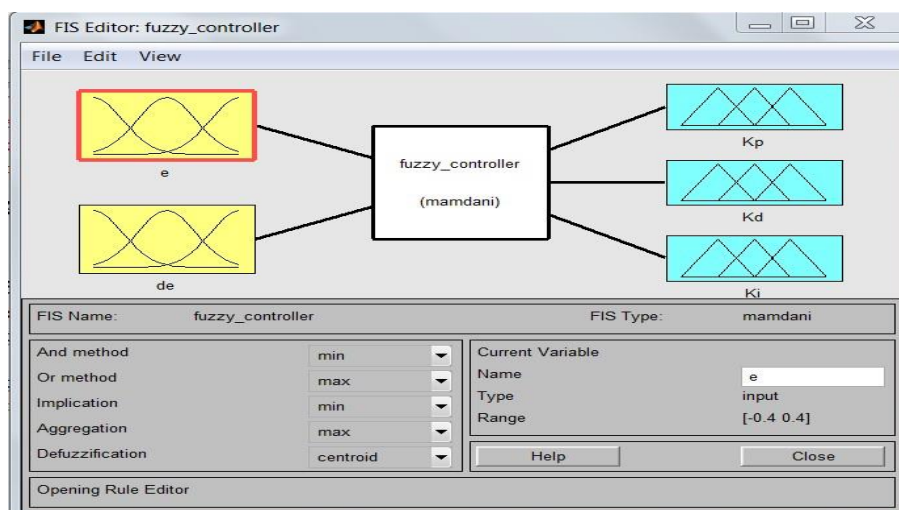 FIS Editor: fuzzy_controller
File Edit View
e
de
fuzzy_controller
(mamdani)
Kp
Kd
Ki
FIS Name: fuzzy_controller FIS Type: mamdani
And method min
Or method max
Implication min
Aggregation max
Defuzzification centroid
Current Variable
Name e
Type input
Range [-0.4 0.4]
Help Close
Opening Rule Editor